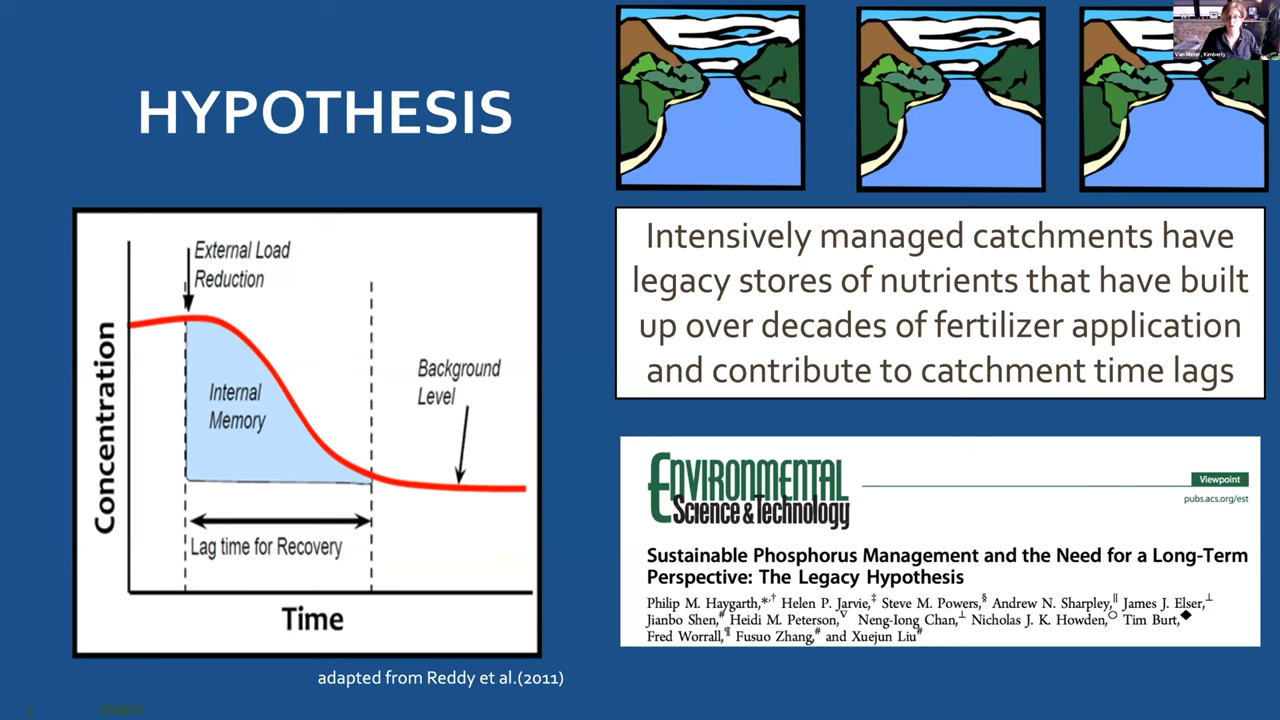 HYPOTHESIS
Van Meter, Kimberly
External Load
Reduction
Internal
Memory
Background
Level
Concentration
Lag time for Recovery
Time
adapted from Reddy et al.(2011)
Intensively managed catchments have
legacy stores of nutrients that have built
up over decades of fertilizer application
and contribute to catchment time lags
ENVIRONMENTAL
Science & Technology
Viewpoint
pubs.acs.org/est
Sustainable Phosphorus Management and the Need for a Long-Term
Perspective: The Legacy Hypothesis
Philip M. Haygarth,*,† Helen P. Jarvie,‡ Steve M. Powers,§ Andrew N. Sharpley,∥ James J. Elser,⊥
Jianbo Shen,# Heidi M. Peterson,▽ Neng-Iong Chan,⊥ Nicholas J. K. Howden,○ Tim Burt,◆
Fred Worrall,¶ Fusuo Zhang,# and Xuejun Liu#